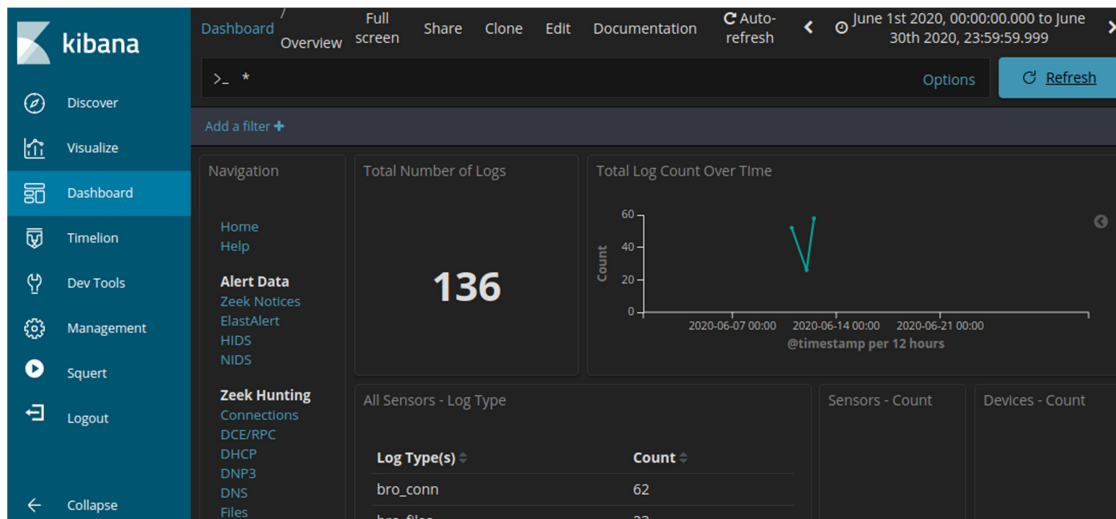 kibana
Discover
Visualize
Dashboard
Timelion
Dev Tools
Management
Squert
Logout
Collapse
Dashboard / Overview
Full screen
Share
Clone
Edit
Documentation
Auto-refresh
June 1st 2020, 00:00:00.000 to June 30th 2020, 23:59:59.999
>_ *
Options
Refresh
Add a filter +
Navigation
Home
Help
Alert Data
Zeek Notices
ElastAlert
HIDS
NIDS
Zeek Hunting
Connections
DCE/RPC
DHCP
DNP3
DNS
Files
Total Number of Logs
136
Total Log Count Over TIme
60
40
20
0
Count
2020-06-07 00:00
2020-06-14 00:00
2020-06-21 00:00
@timestamp per 12 hours
All Sensors - Log Type
Log Type(s) Count
bro_conn 62
Sensors - Count
Devices - Count